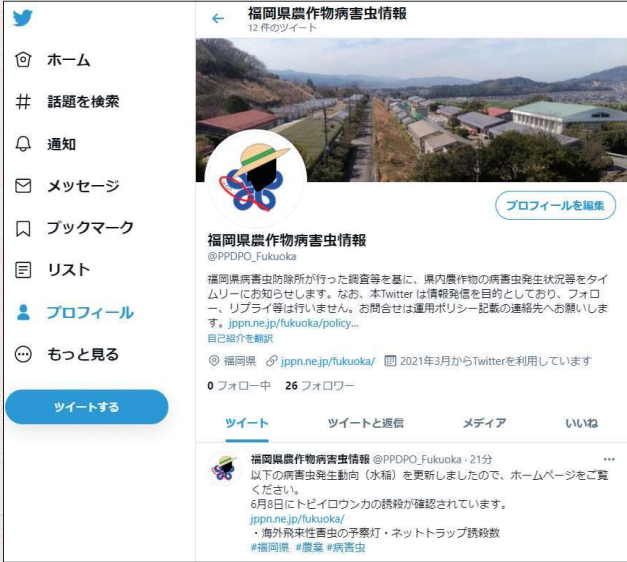 福岡県農作物病害虫情報
12 件のツイート
ホーム
話題を検索
通知
メッセージ
ブックマーク
リスト
プロフィール
もっと見る
ツイートする
プロフィールを編集
福岡県農作物病害虫情報
@PPDPO_Fukuoka
福岡県病害虫防除所が行った調査等を基に、県内農作物の病害虫発生状況等をタイ
ムリーにお知らせします。なお、本Twitter は情報発信を目的としており、フォロ
ー、リプライ等は行いません。お問合せは運用ポリシー記載の連絡先へお願いしま
す。jppn.ne.jp/fukuoka/policy...
自己紹介を翻訳
福岡県 jppn.ne.jp/fukuoka/ 2021年3月からTwitterを利用しています
0 フォロー中 26 フォロワー
ツイート ツイートと返信 メディア いいね
福岡県農作物病害虫情報 @PPDPO_Fukuoka · 21分
以下の病害虫発生動向（水稲）を更新しましたので、ホームページをご覧
ください。
6月8日にトビイロウンカの誘殺が確認されています。
jppn.ne.jp/fukuoka/
・海外飛来性害虫の予察灯・ネットトラップ誘殺数
#福岡県 #農業 #病害虫